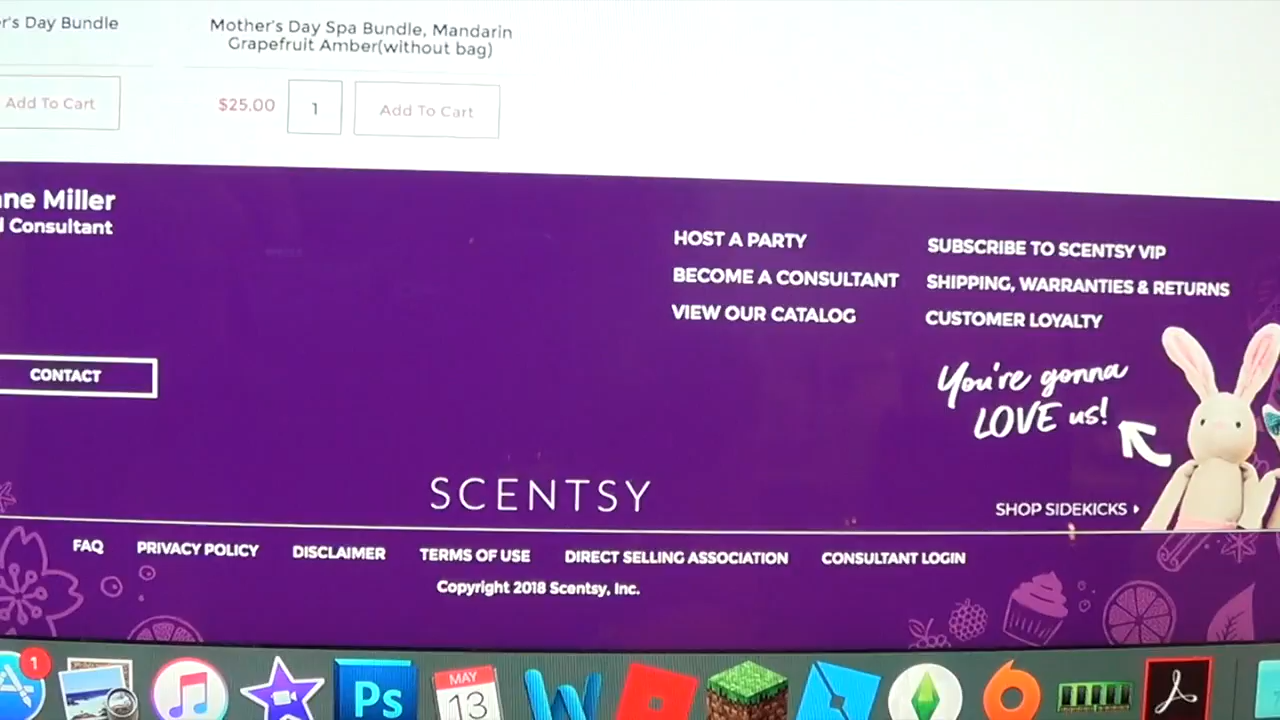 r's Day Bundle
Mother's Day Spa Bundle, Mandarin
Grapefruit Amber(without bag)
Add To Cart
$25.00
1
Add To Cart
ne Miller
Consultant
CONTACT
HOST A PARTY
BECOME A CONSULTANT
VIEW OUR CATALOG
SUBSCRIBE TO SCENTSY VIP
SHIPPING, WARRANTIES & RETURNS
CUSTOMER LOYALTY
You're gonna
LOVE us!
SHOP SIDEKICKS
SCENTSY
FAQ PRIVACY POLICY DISCLAIMER TERMS OF USE DIRECT SELLING ASSOCIATION CONSULTANT LOGIN
Copyright 2018 Scentsy, Inc.
1
Ps
MAY
13